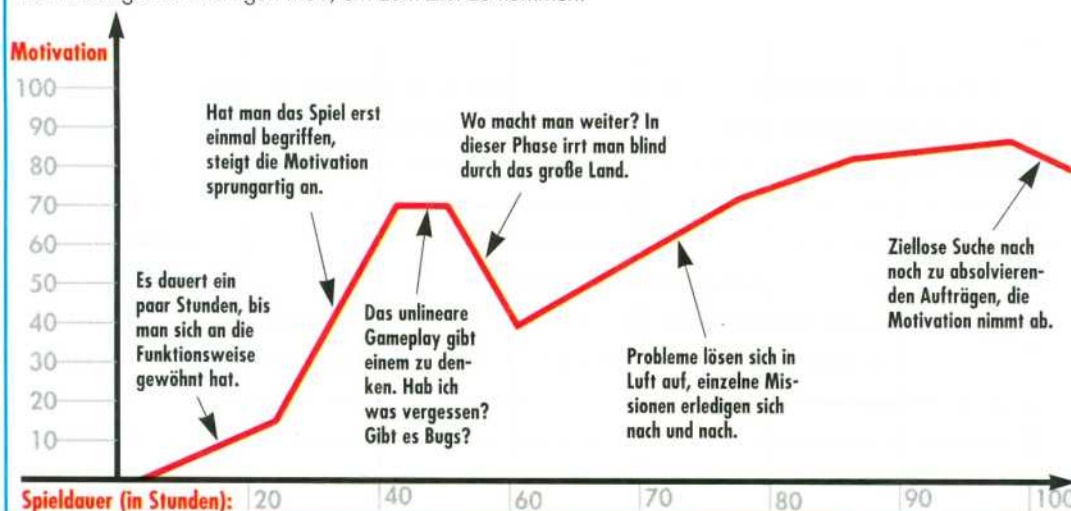 Motivation
100
90
80
70
60
50
40
30
20
10
Es dauert ein
paar Stunden, bis
man sich an die
Funktionsweise
gewöhnt hat.
Hat man das Spiel erst
einmal begriffen,
steigt die Motivation
sprungartig an.
Das unlineare
Gameplay gibt
einem zu den-
ken. Hab ich
was vergessen?
Gibt es Bugs?
Wo macht man weiter? In
dieser Phase irrt man blind
durch das große Land.
Probleme lösen sich in
Luft auf, einzelne Mis-
sionen erledigen sich
nach und nach.
Ziellose Suche nach
noch zu absolvieren-
den Aufträgen, die
Motivation nimmt ab.
Spieldauer (in Stunden): 20 40 60 70 80 90 100